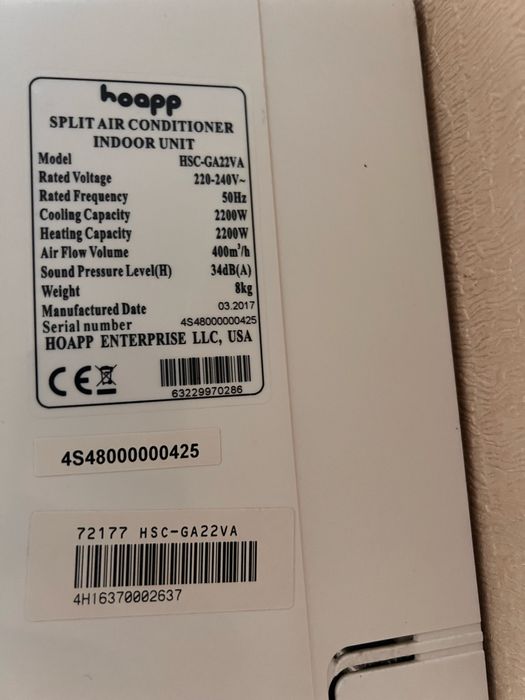 hoapp
SPLIT AIR CONDITIONER
INDOOR UNIT
Model HSC-GA22VA
Rated Voltage 220-240V~
Rated Frequency 50Hz
Cooling Capacity 2200W
Heating Capacity 2200W
Air Flow Volume 400m³/h
Sound Pressure Level(H) 34dB(A)
Weight 8kg
Manufactured Date 03.2017
Serial number 4S48000000425
HOAPP ENTERPRISE LLC, USA
CE
63229970286
4S48000000425
72177 HSC-GA22VA
4H16370002637